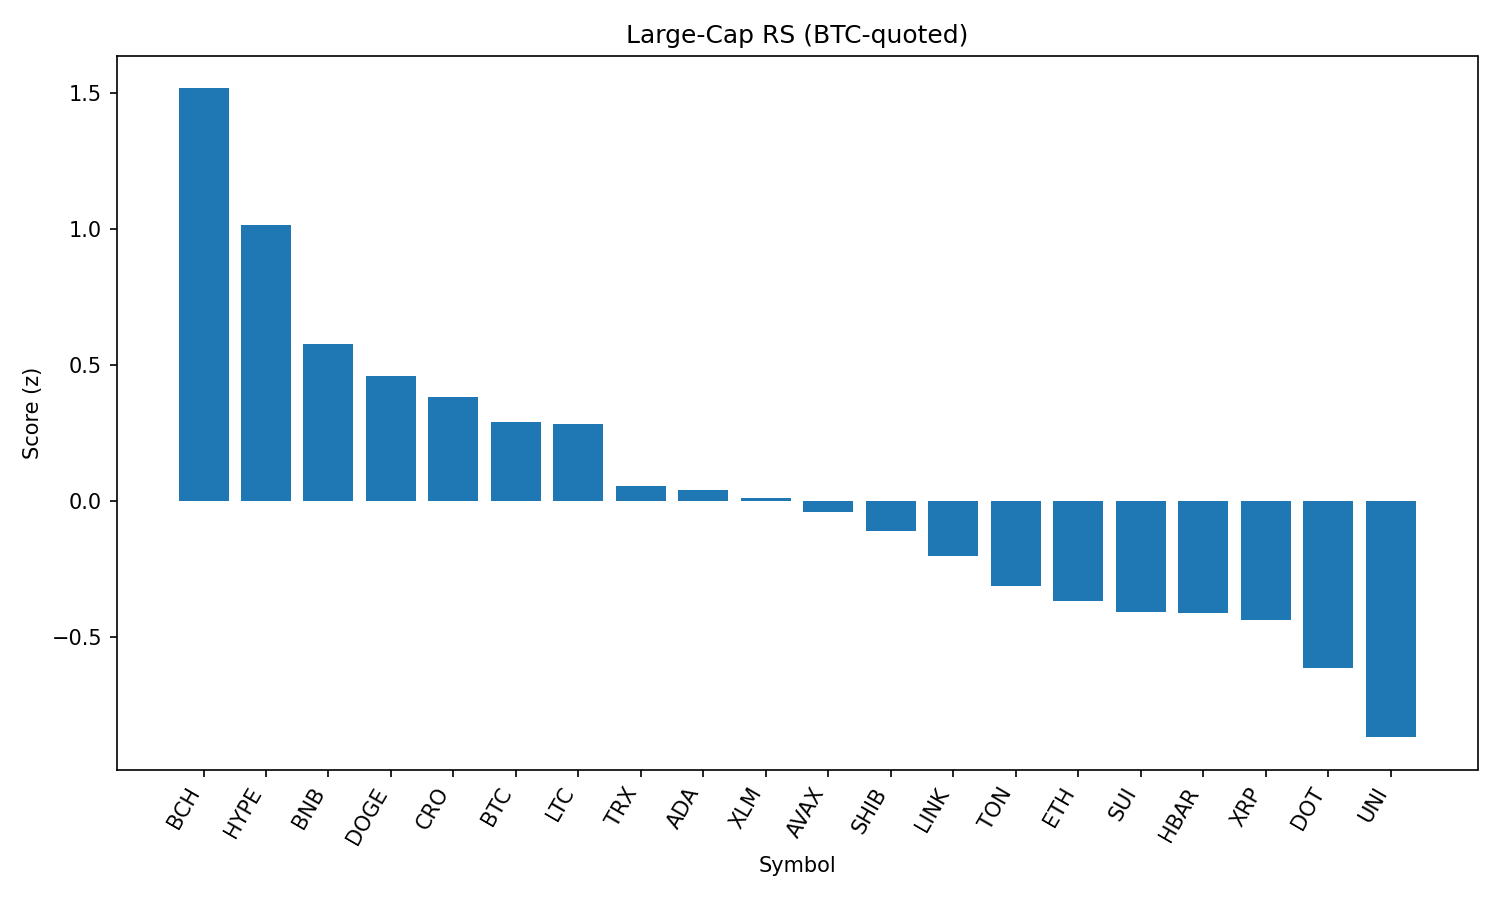 Large-Cap RS (BTC-quoted)
Score (z)
1.5
1.0
0.5
0.0
−0.5
BCH
HYPE
BNB
DOGE
CRO
BTC
LTC
TRX
ADA
XLM
AVAX
SHIB
LINK
TON
ETH
SUI
HBAR
XRP
DOT
UNI
Symbol